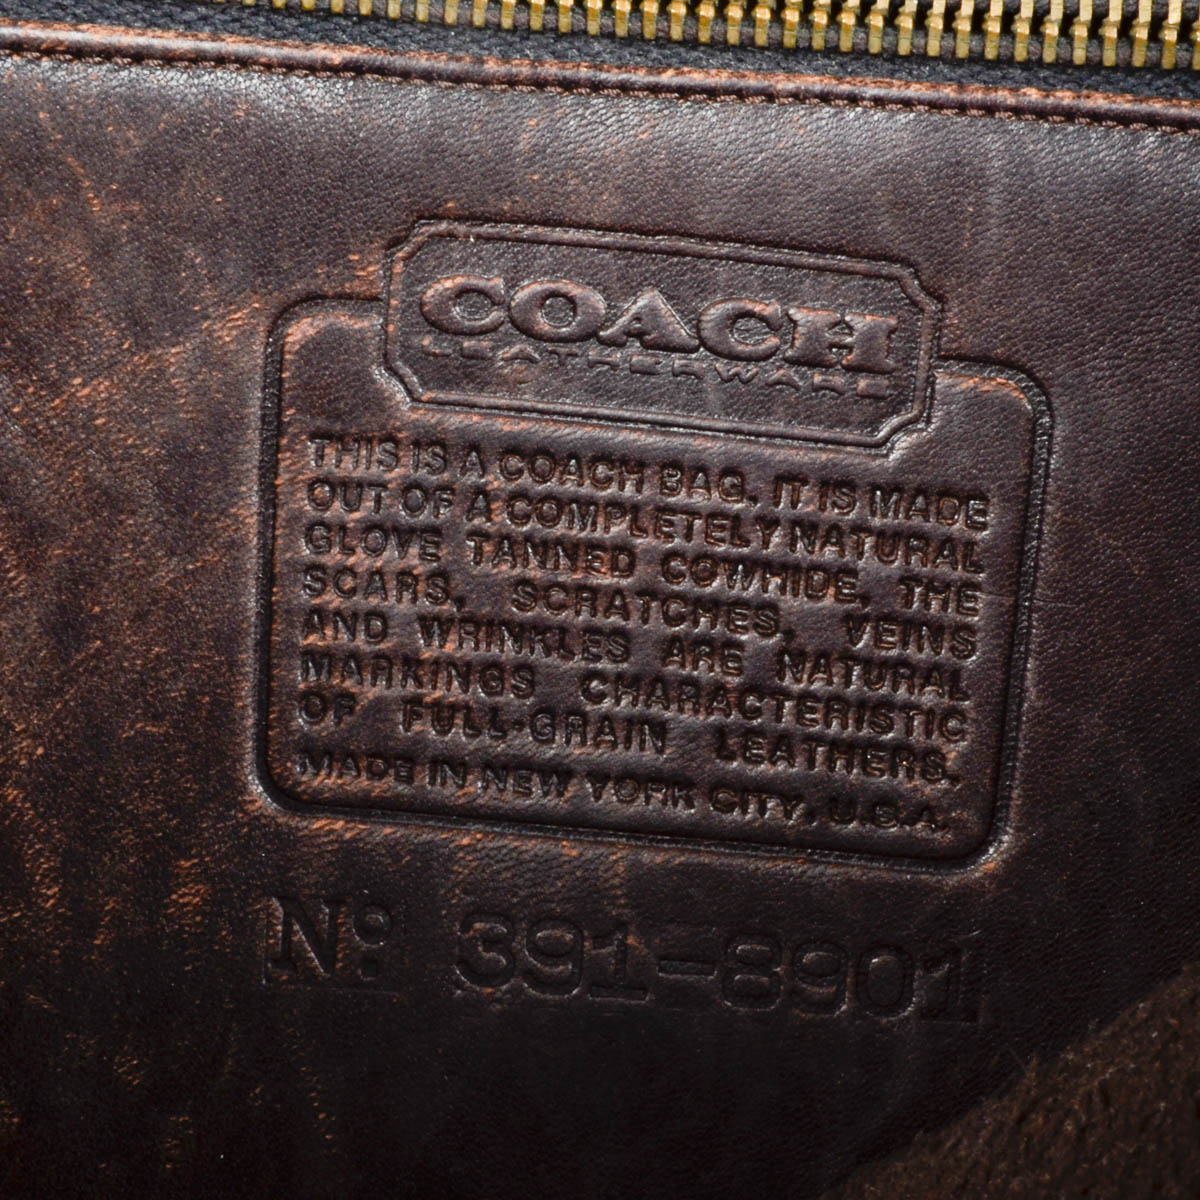 COACH
LEATHERWARE
THIS IS A COACH BAG. IT IS MADE
OUT OF A COMPLETELY NATURAL
GLOVE TANNED COWHIDE, THE
SCARS, SCRATCHES, VEINS
AND WRINKLES ARE NATURAL
MARKINGS CHARACTERISTIC
OF FULL-GRAIN LEATHERS.
MADE IN NEW YORK CITY, U.S.A.
Nº: 391-8901